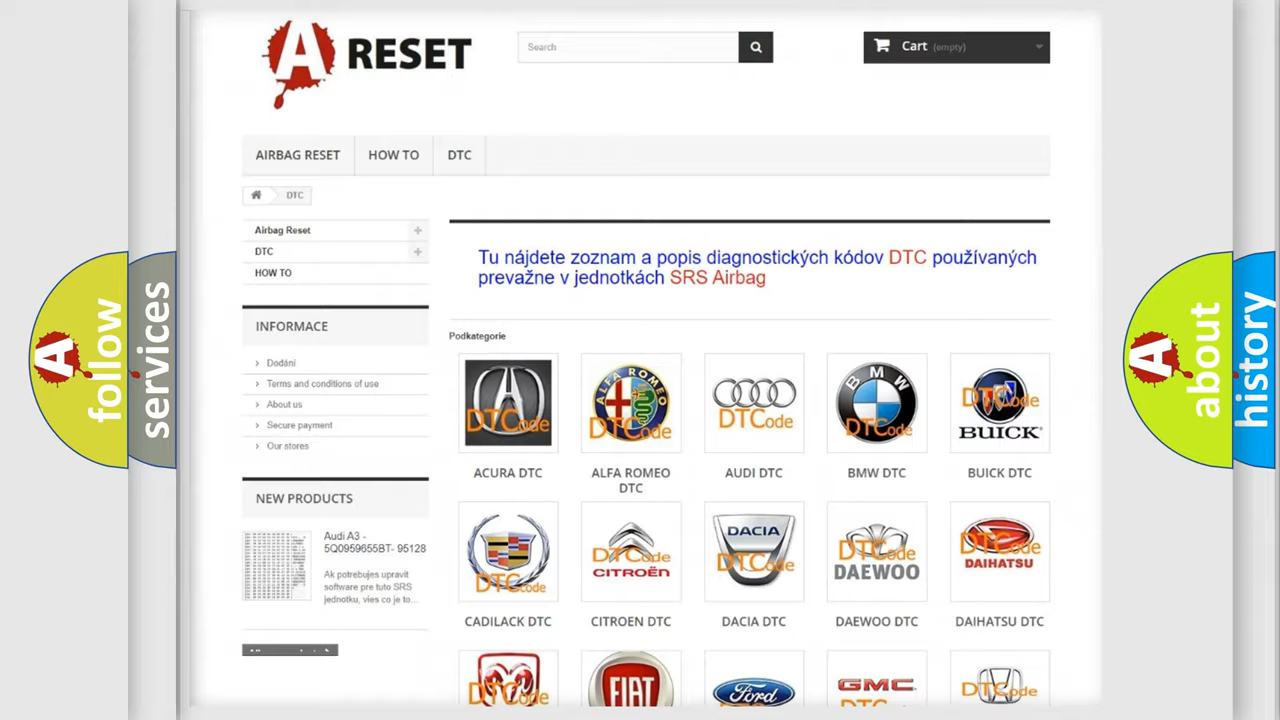 A RESET
Search
Cart (empty)
AIRBAG RESET
HOW TO
DTC
DTC
Airbag Reset
DTC
HOW TO
INFORMACE
Dodání
Terms and conditions of use
About us
Secure payment
Our stores
NEW PRODUCTS
Audi A3 -
5Q0959655BT- 95128
Ak potrebujes upravit
software pre tuto SRS
jednotku, vies co je to...
Tu nájdete zoznam a popis diagnostických kódov DTC používaných
prevažne v jednotkách SRS Airbag
Podkategorie
DTCode
ALFA ROMEO
DTCode
DTCode
BMW
DTCode
DTCode
BUICK
ACURA DTC
ALFA ROMEO
DTC
AUDI DTC
BMW DTC
BUICK DTC
DTCode
DTCode
CITROËN
DACIA
DTCode
DTCode
DAEWOO
DTCode
DAIHATSU
CADILACK DTC
CITROEN DTC
DACIA DTC
DAEWOO DTC
DAIHATSU DTC
DTCode
FIAT
Ford
GMC
DTCode
A follow
services
A about
history